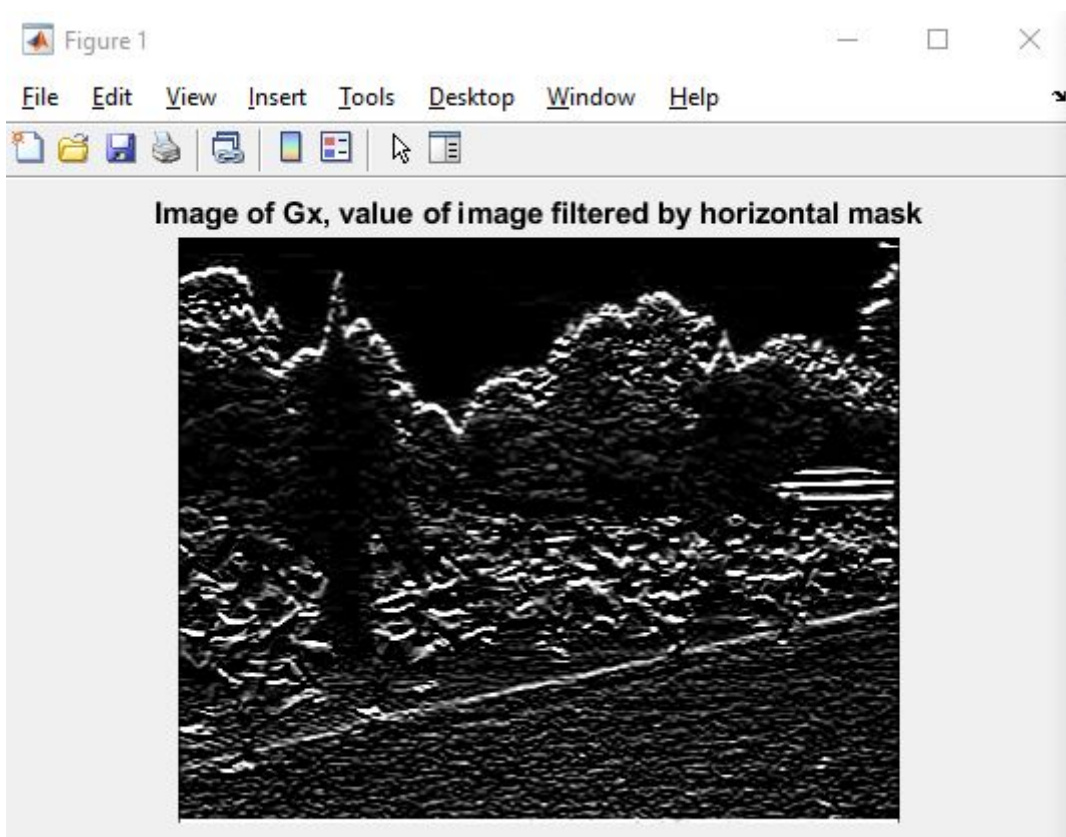 Figure 1
File Edit View Insert Tools Desktop Window Help
Image of Gx, value of image filtered by horizontal mask